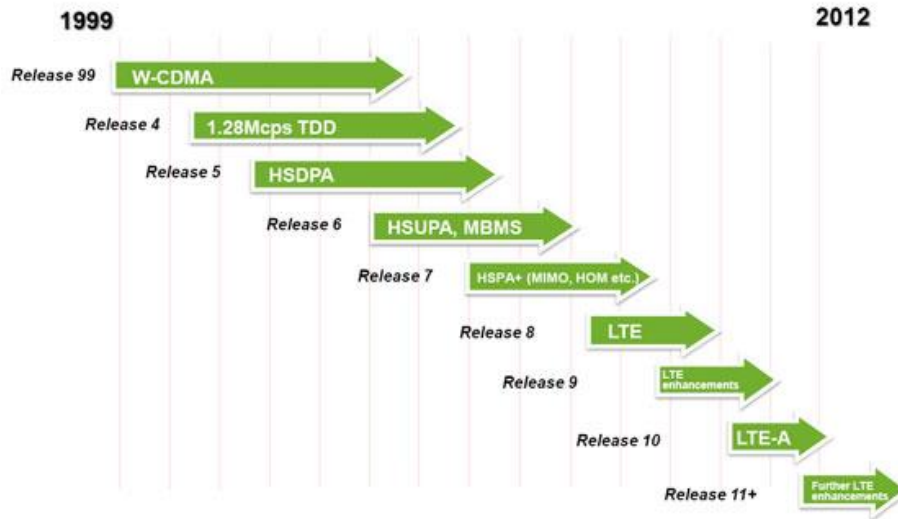 1999
2012
Release 99
W-CDMA
Release 4
1.28Mcps TDD
Release 5
HSDPA
Release 6
HSUPA, MBMS
Release 7
HSPA+ (MIMO, HOM etc.)
Release 8
LTE
Release 9
LTE
enhancements
Release 10
LTE-A
Release 11+
Further LTE
enhancements